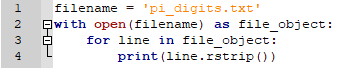 1 filename = 'pi_digits.txt'
2 with open(filename) as file_object:
3     for line in file_object:
4         print(line.rstrip())